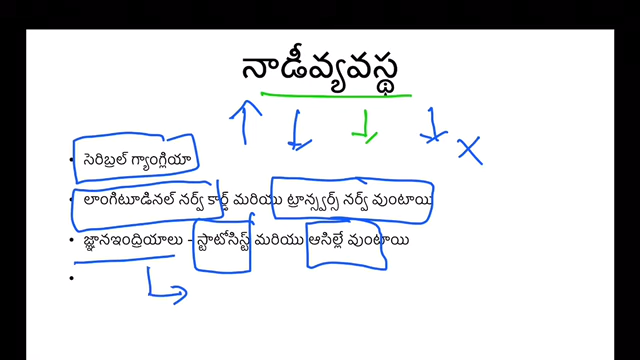 నాడీవ్యవస్థ
సెరిబ్రల్ గ్యాంగ్లియా
లాంగిటూడినల్ నర్వ్ కార్డ్ మరియు ట్రాన్స్వర్స్ నర్వ్ వుంటాయి
జ్ఞానఇంద్రియాలు - స్టాటోసిస్ట్ మరియు ఆసిల్లే వుంటాయి